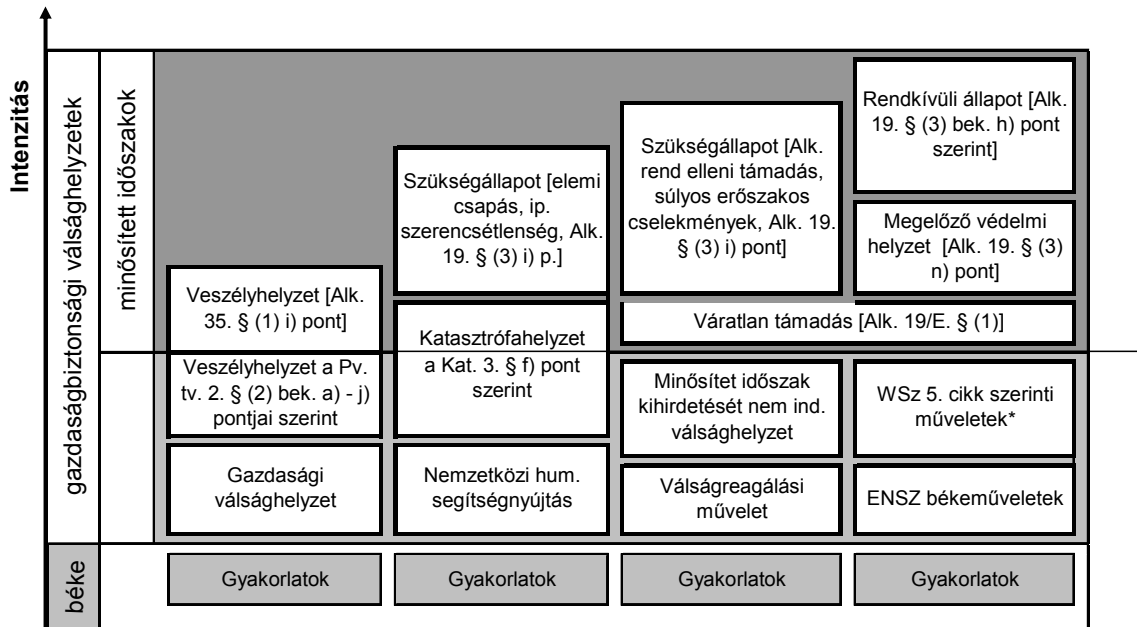 Intenzitás
gazdaságbiztonsági válsághelyzetek
minősített időszakok
béke
Veszélyhelyzet [Alk.
35. § (1) i) pont]
Veszélyhelyzet a Pv.
tv. 2. § (2) bek. a) - j)
pontjai szerint
Gazdasági
válsághelyzet
Gyakorlatok
Szükségállapot [elemi
csapás, ip.
szerencsétlenség, Alk.
19. § (3) i) p.]
Katasztrófahelyzet
a Kat. 3. § f) pont
szerint
Nemzetközi hum.
segítségnyújtás
Gyakorlatok
Szükségállapot [Alk.
rend elleni támadás,
súlyos erőszakos
cselekmények, Alk. 19.
§ (3) i) pont]
Rendkívüli állapot [Alk.
19. § (3) bek. h) pont
szerint]
Megelőző védelmi
helyzet  [Alk. 19. § (3)
n) pont]
Váratlan támadás [Alk. 19/E. § (1)]
Minősítet időszak
kihirdetését nem ind.
válsághelyzet
Válságreagálási
művelet
Gyakorlatok
WSz 5. cikk szerinti
műveletek*
ENSZ békeműveletek
Gyakorlatok